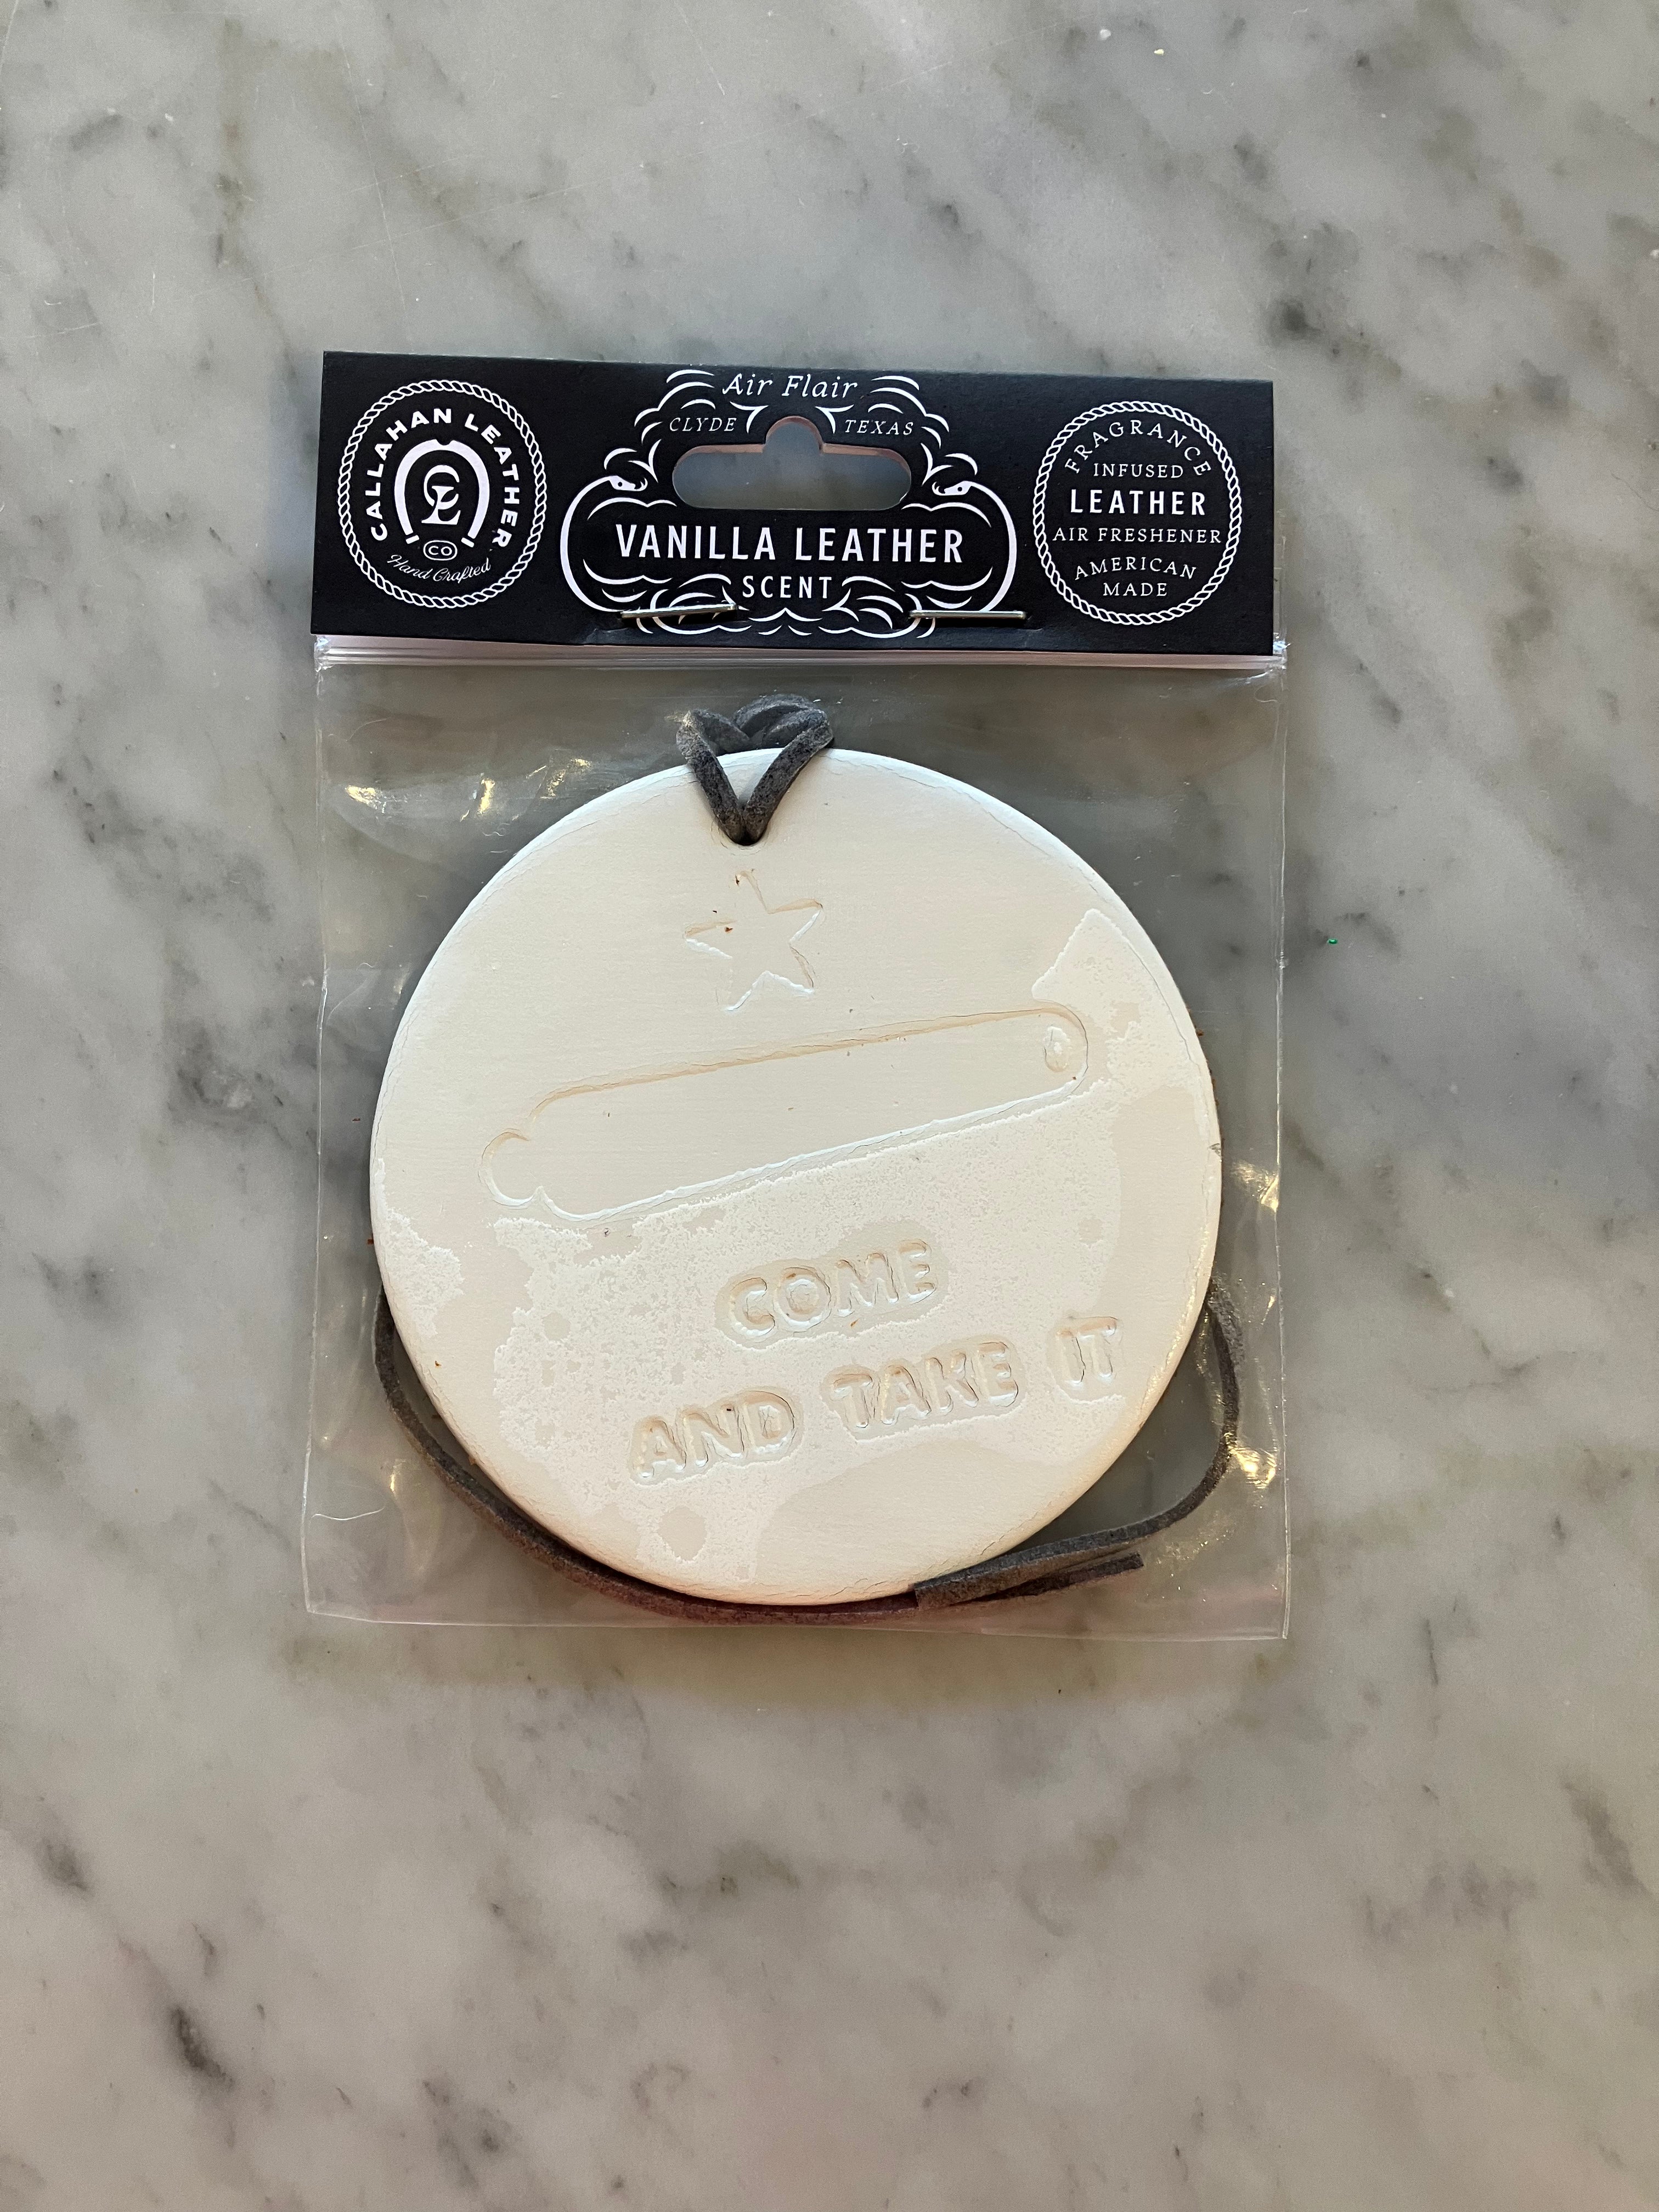 CALLAHAN LEATHER
CL
CO
Hand Crafted
Air Flair
CLYDE TEXAS
VANILLA LEATHER
SCENT
FRAGRANCE
INFUSED
LEATHER
AIR FRESHENER
AMERICAN
MADE
COME
AND TAKE IT